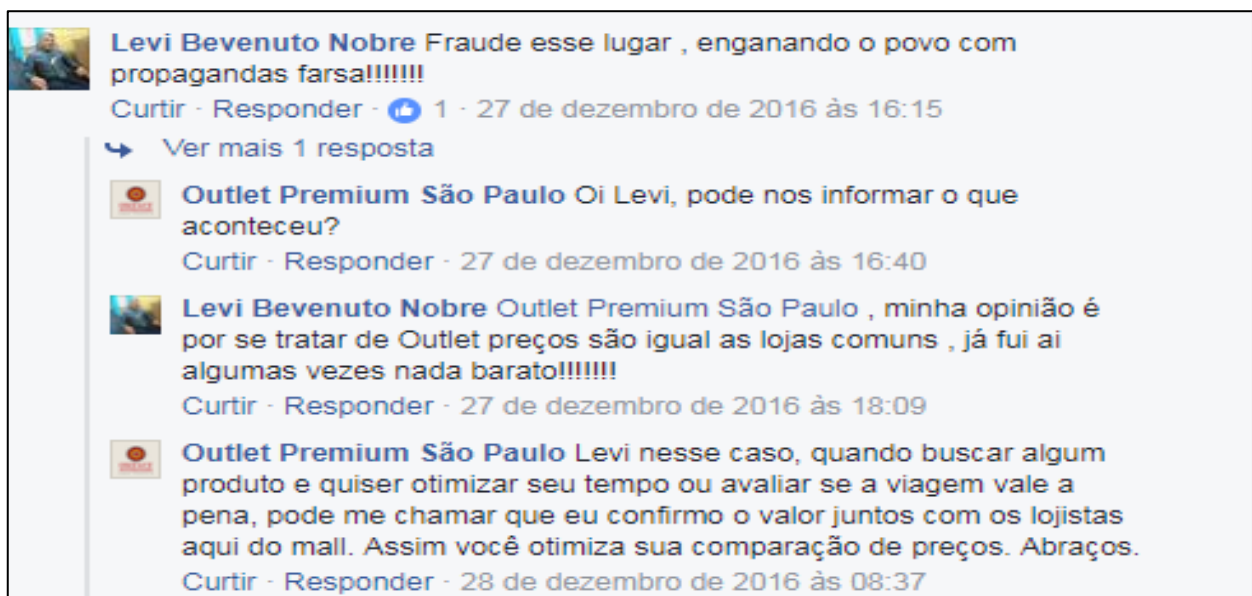 Levi Bevenuto Nobre Fraude esse lugar , enganando o povo com
propagandas farsa!!!!!!!
Curtir · Responder · 1 · 27 de dezembro de 2016 às 16:15
Ver mais 1 resposta
Outlet Premium São Paulo Oi Levi, pode nos informar o que
aconteceu?
Curtir · Responder · 27 de dezembro de 2016 às 16:40
Levi Bevenuto Nobre Outlet Premium São Paulo , minha opinião é
por se tratar de Outlet preços são igual as lojas comuns , já fui ai
algumas vezes nada barato!!!!!!!
Curtir · Responder · 27 de dezembro de 2016 às 18:09
Outlet Premium São Paulo Levi nesse caso, quando buscar algum
produto e quiser otimizar seu tempo ou avaliar se a viagem vale a
pena, pode me chamar que eu confirmo o valor juntos com os lojistas
aqui do mall. Assim você otimiza sua comparação de preços. Abraços.
Curtir · Responder · 28 de dezembro de 2016 às 08:37